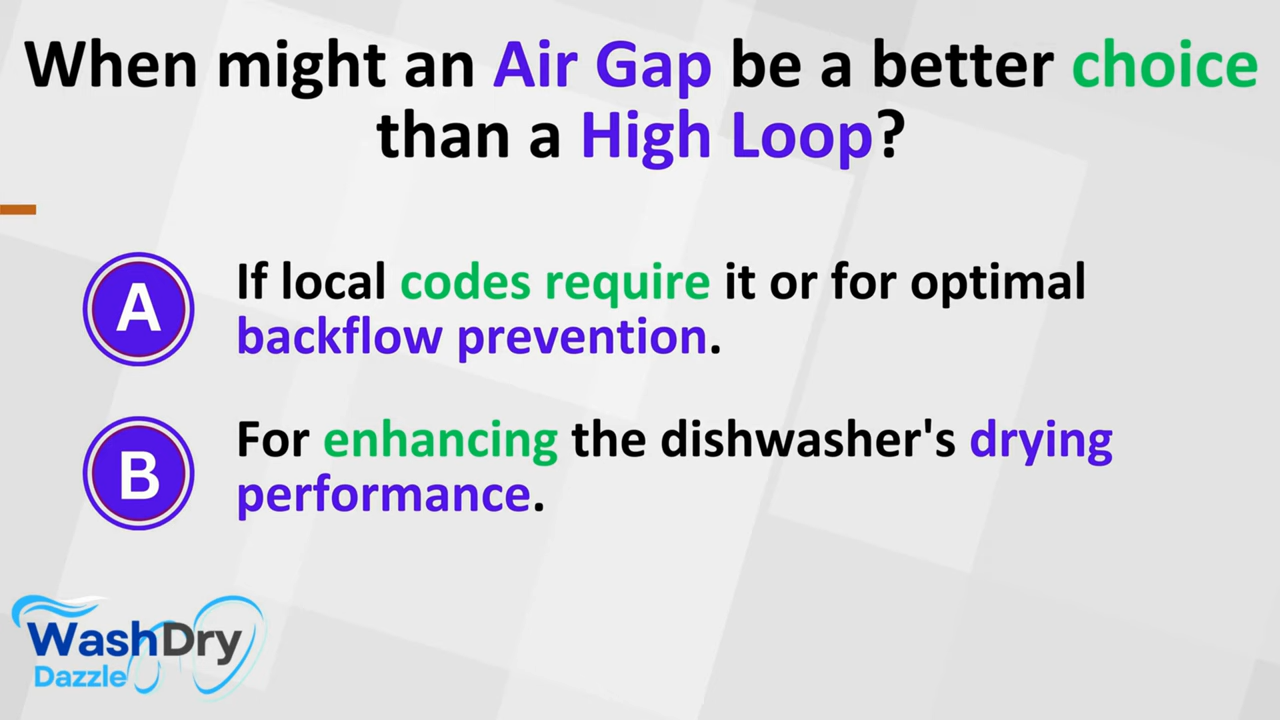 When might an Air Gap be a better choice
than a High Loop?
A
If local codes require it or for optimal
backflow prevention.
B
For enhancing the dishwasher's drying
performance.
WashDry
Dazzle